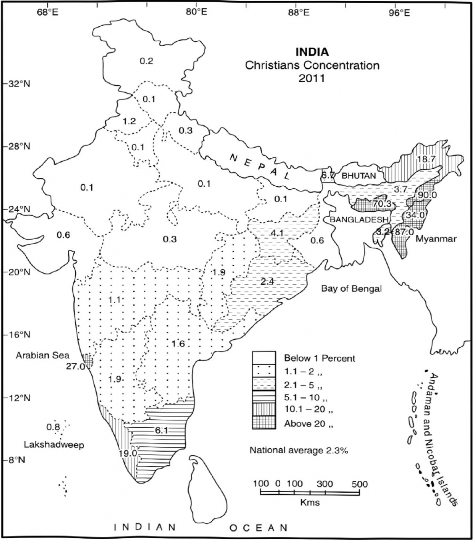 68°E 80°E 88°E 96°E
INDIA
Christians Concentration
2011
32°N
28°N
24°N
20°N
16°N
12°N
8°N
0.2
0.1
1.2
0.3
0.1
NEPAL
BHUTAN
18.7
0.1
0.1
0.1
3.7
90.0
70.3
BANGLADESH
34.0
0.6
0.3
4.1
0.6
3.2
87.0
Myanmar
1.9
2.4
1.1
Bay of Bengal
1.6
Arabian Sea
27.0
1.9
6.1
19.0
0.8
Lakshadweep
Andaman and Nicobar Islands
Below 1 Percent
1.1 – 2 ,,
2.1 – 5 ,,
5.1 – 10 ,,
10.1 – 20 ,,
Above 20 ,,
National average 2.3%
100 0 100 300 500
Kms
INDIAN OCEAN